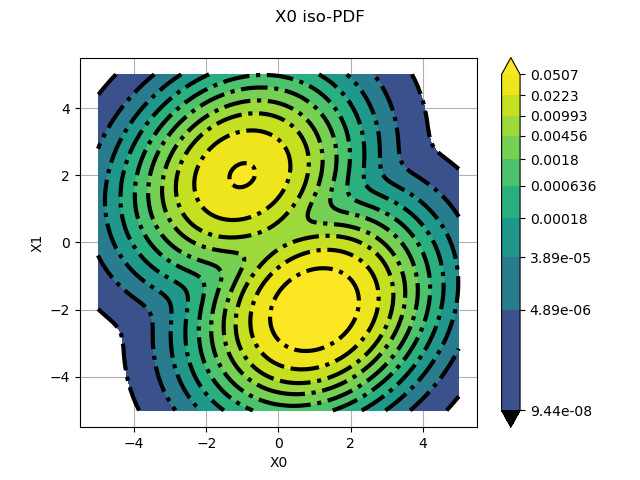 X0 iso-PDF
X1
4
2
0
−2
−4
−4 −2 0 2 4
X0
0.0507
0.0223
0.00993
0.00456
0.0018
0.000636
0.00018
3.89e-05
4.89e-06
9.44e-08